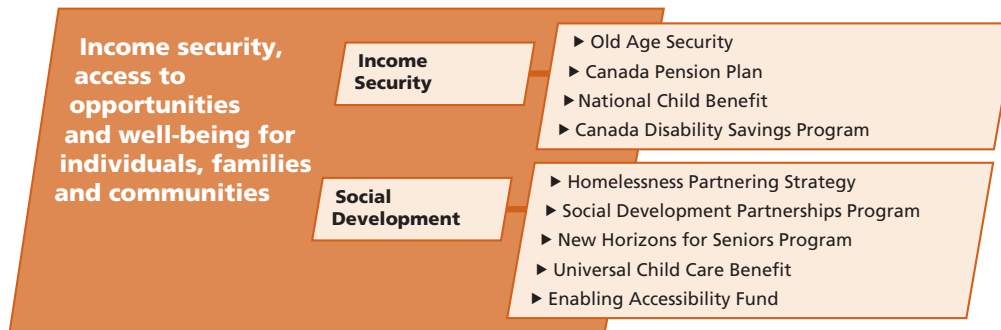 Income security,
access to
opportunities
and well-being for
individuals, families
and communities
Income
Security
▶ Old Age Security
▶ Canada Pension Plan
▶ National Child Benefit
▶ Canada Disability Savings Program
Social
Development
▶ Homelessness Partnering Strategy
▶ Social Development Partnerships Program
▶ New Horizons for Seniors Program
▶ Universal Child Care Benefit
▶ Enabling Accessibility Fund